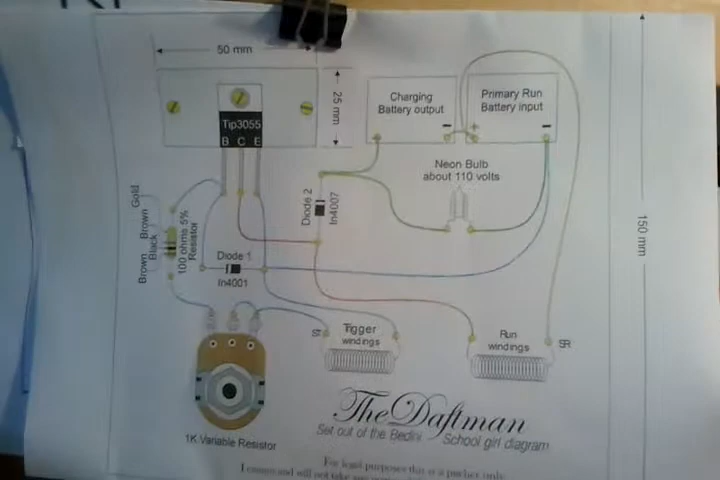 50 mm
25 mm
Charging
Battery output
Primary Run
Battery input
Tip3055
B C E
Neon Bulb
about 110 volts
Diode 2
In4007
150 mm
Gold
Brown
Black
Brown
100 ohms 5%
Resistor
Diode 1
In4001
ST
Trigger
windings
Run
windings
SR
1K Variable Resistor
The Daftman
Set out of the Bedini School girl diagram
For legal purposes this is a